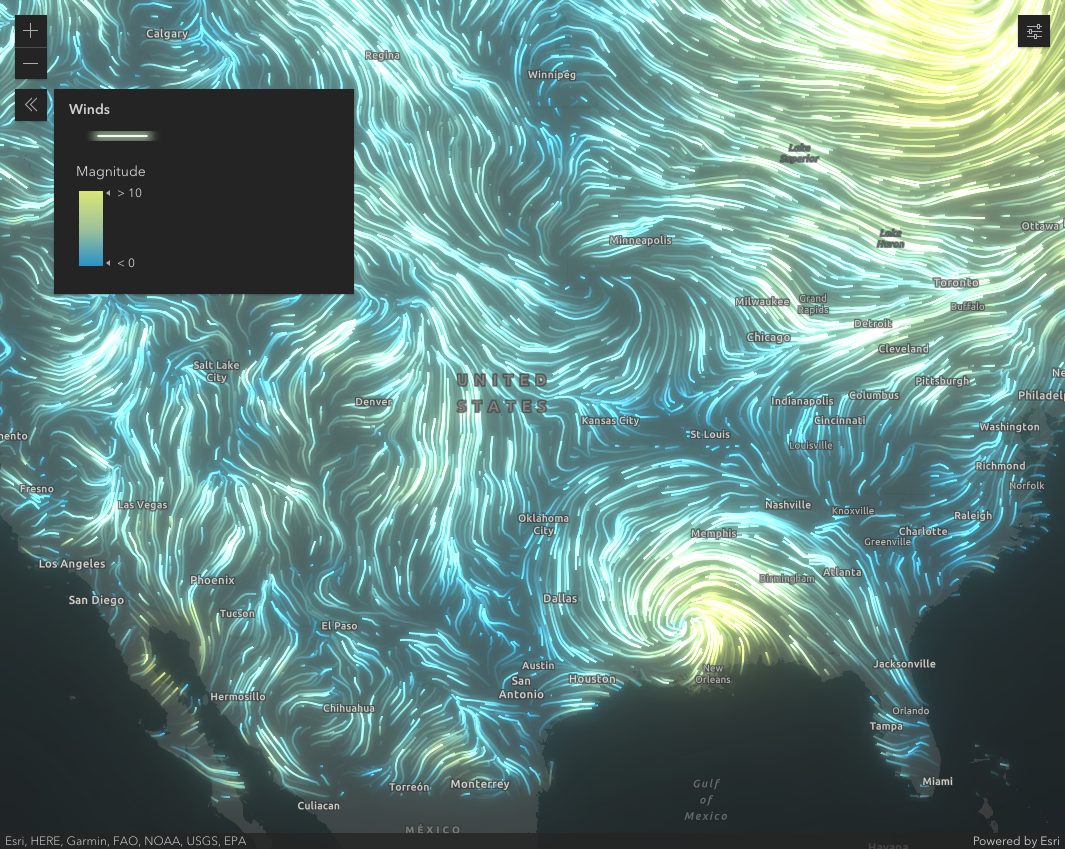 Calgary
Regina
Winnipeg
Winds
Magnitude
> 10
< 0
Lake
Superior
Ottawa
Lake
Huron
Minneapolis
Toronto
Milwaukee
Grand
Rapids
Buffalo
Detroit
Chicago
Cleveland
Salt Lake
City
UNITED
STATES
Pittsburgh
Ne
Denver
Indianapolis
Columbus
Philadelp
Kansas City
Cincinnati
Washington
mento
St Louis
Louisville
Richmond
Fresno
Norfolk
Las Vegas
Nashville
Knoxville
Raleigh
Oklahoma
City
Memphis
Charlotte
Greenville
Los Angeles
Phoenix
Birmingham
Atlanta
San Diego
Dallas
Tucson
El Paso
Austin
Jacksonville
New
Orleans
San
Antonio
Houston
Hermosillo
Chihuahua
Orlando
Tampa
Torreón
Monterrey
Gulf
of
Mexico
Miami
Culiacan
MÉXICO
Esri, HERE, Garmin, FAO, NOAA, USGS, EPA
Powered by Esri
Havana